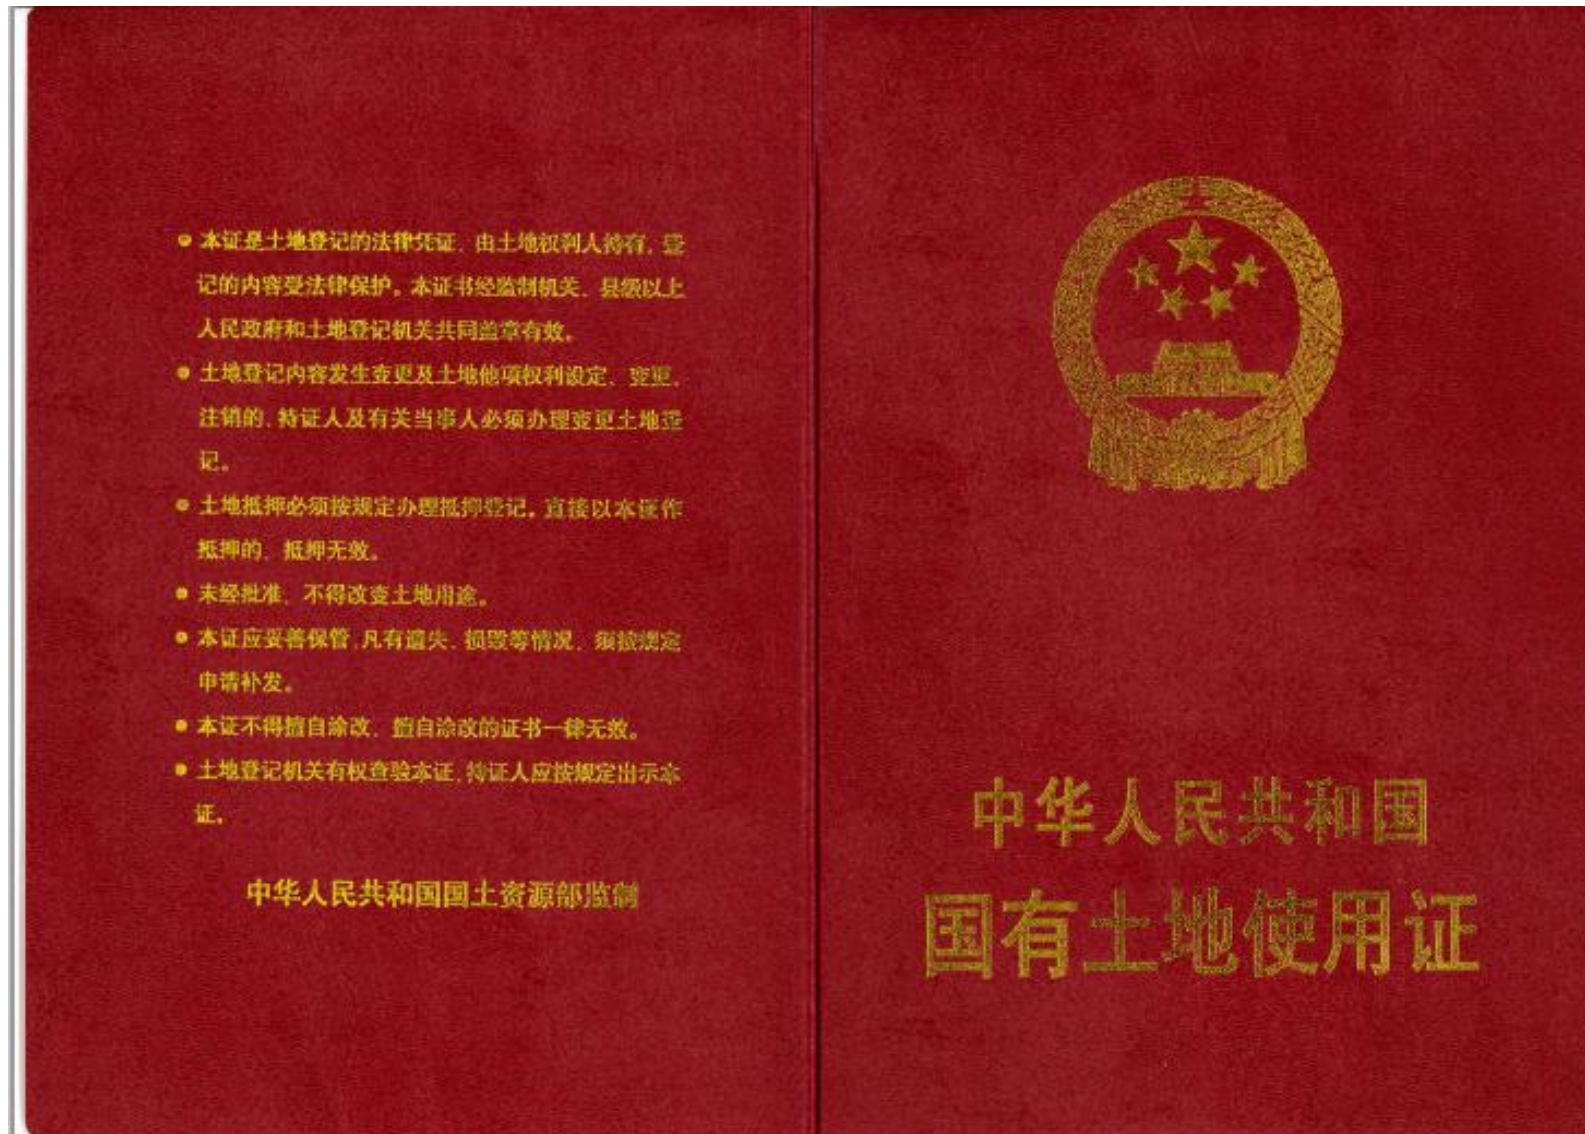 ● 本证是土地登记的法律凭证、由土地权利人持有，登
记的内容受法律保护。本证书经监制机关、县级以上
人民政府和土地登记机关共同盖章有效。
● 土地登记内容发生变更及土地他项权利设定、变更、
注销的，持证人及有关当事人必须办理变更土地登
记。
● 土地抵押必须按规定办理抵押登记。直接以本证作
抵押的，抵押无效。
● 未经批准、不得改变土地用途。
● 本证应妥善保管，凡有遗失、损毁等情况、须按规定
申请补发。
● 本证不得擅自涂改、擅自涂改的证书一律无效。
● 土地登记机关有权查验本证，持证人应按规定出示本
证。
中华人民共和国国土资源部监制
中华人民共和国
国有土地使用证